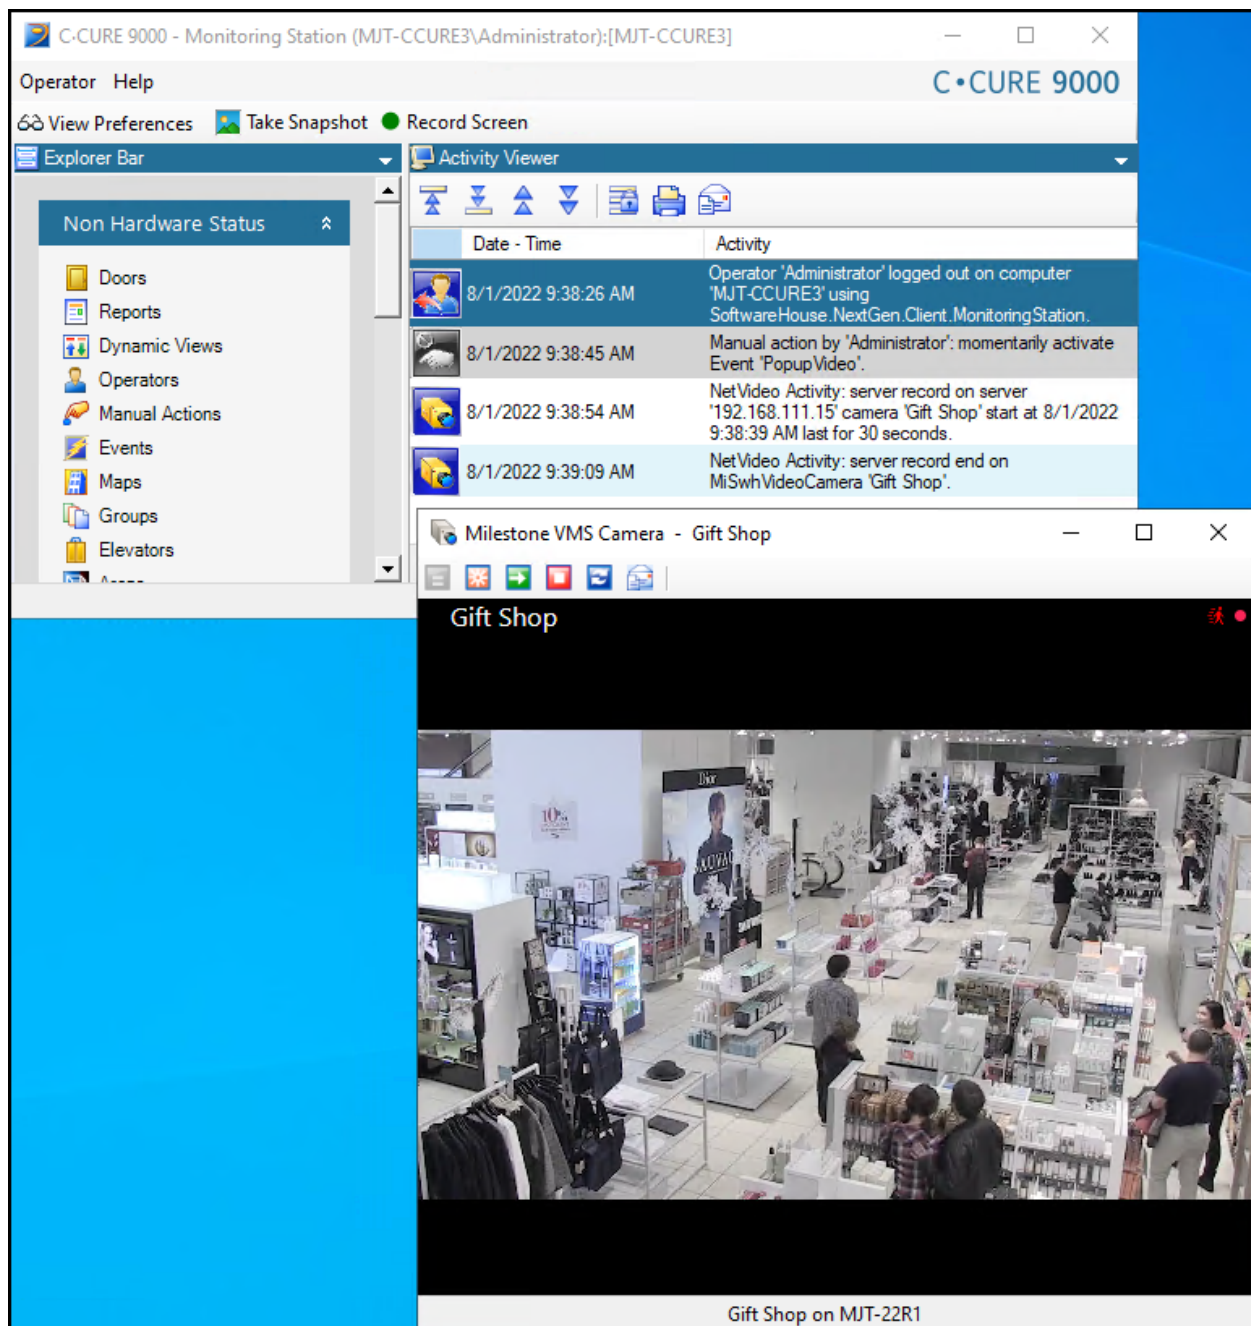 C•CURE 9000 - Monitoring Station (MJT-CCURE3\Administrator):[MJT-CCURE3]
Operator Help
C•CURE 9000
View Preferences Take Snapshot Record Screen
Explorer Bar
Non Hardware Status
Doors
Reports
Dynamic Views
Operators
Manual Actions
Events
Maps
Groups
Elevators
Areas
Activity Viewer
Date - Time Activity
8/1/2022 9:38:26 AM
Operator 'Administrator' logged out on computer
'MJT-CCURE3' using
SoftwareHouse.NextGen.Client.MonitoringStation.
8/1/2022 9:38:45 AM
Manual action by 'Administrator': momentarily activate
Event 'PopupVideo'.
8/1/2022 9:38:54 AM
NetVideo Activity: server record on server
'192.168.111.15' camera 'Gift Shop' start at 8/1/2022
9:38:39 AM last for 30 seconds.
8/1/2022 9:39:09 AM
NetVideo Activity: server record end on
MiSwhVideoCamera 'Gift Shop'.
Milestone VMS Camera - Gift Shop
Gift Shop
Dior
10%
SAUVAGE
Gift Shop on MJT-22R1